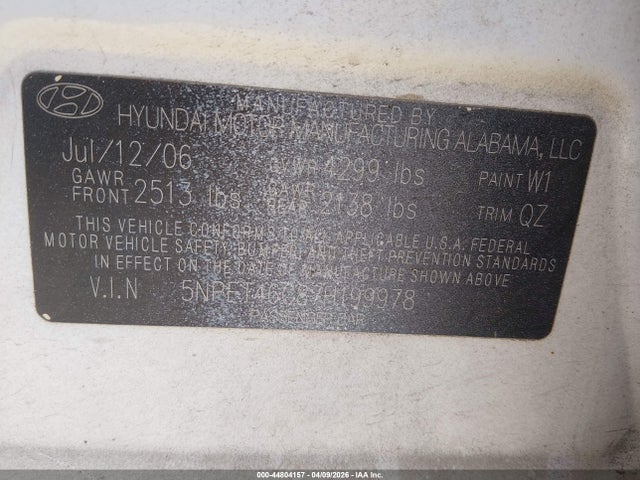 MANUFACTURED BY
HYUNDAI MOTOR MANUFACTURING ALABAMA, LLC
Jul/12/06 GVWR 4299 lbs PAINT W1
GAWR FRONT 2513 lbs GAWR REAR 2138 lbs TRIM QZ
THIS VEHICLE CONFORMS TO ALL APPLICABLE U.S.A. FEDERAL
MOTOR VEHICLE SAFETY, BUMPER, AND THEFT PREVENTION STANDARDS
IN EFFECT ON THE DATE OF MANUFACTURE SHOWN ABOVE
V.I.N
PASSENGER CAR
000-44804157 | 04/09/2026 | IAA Inc.